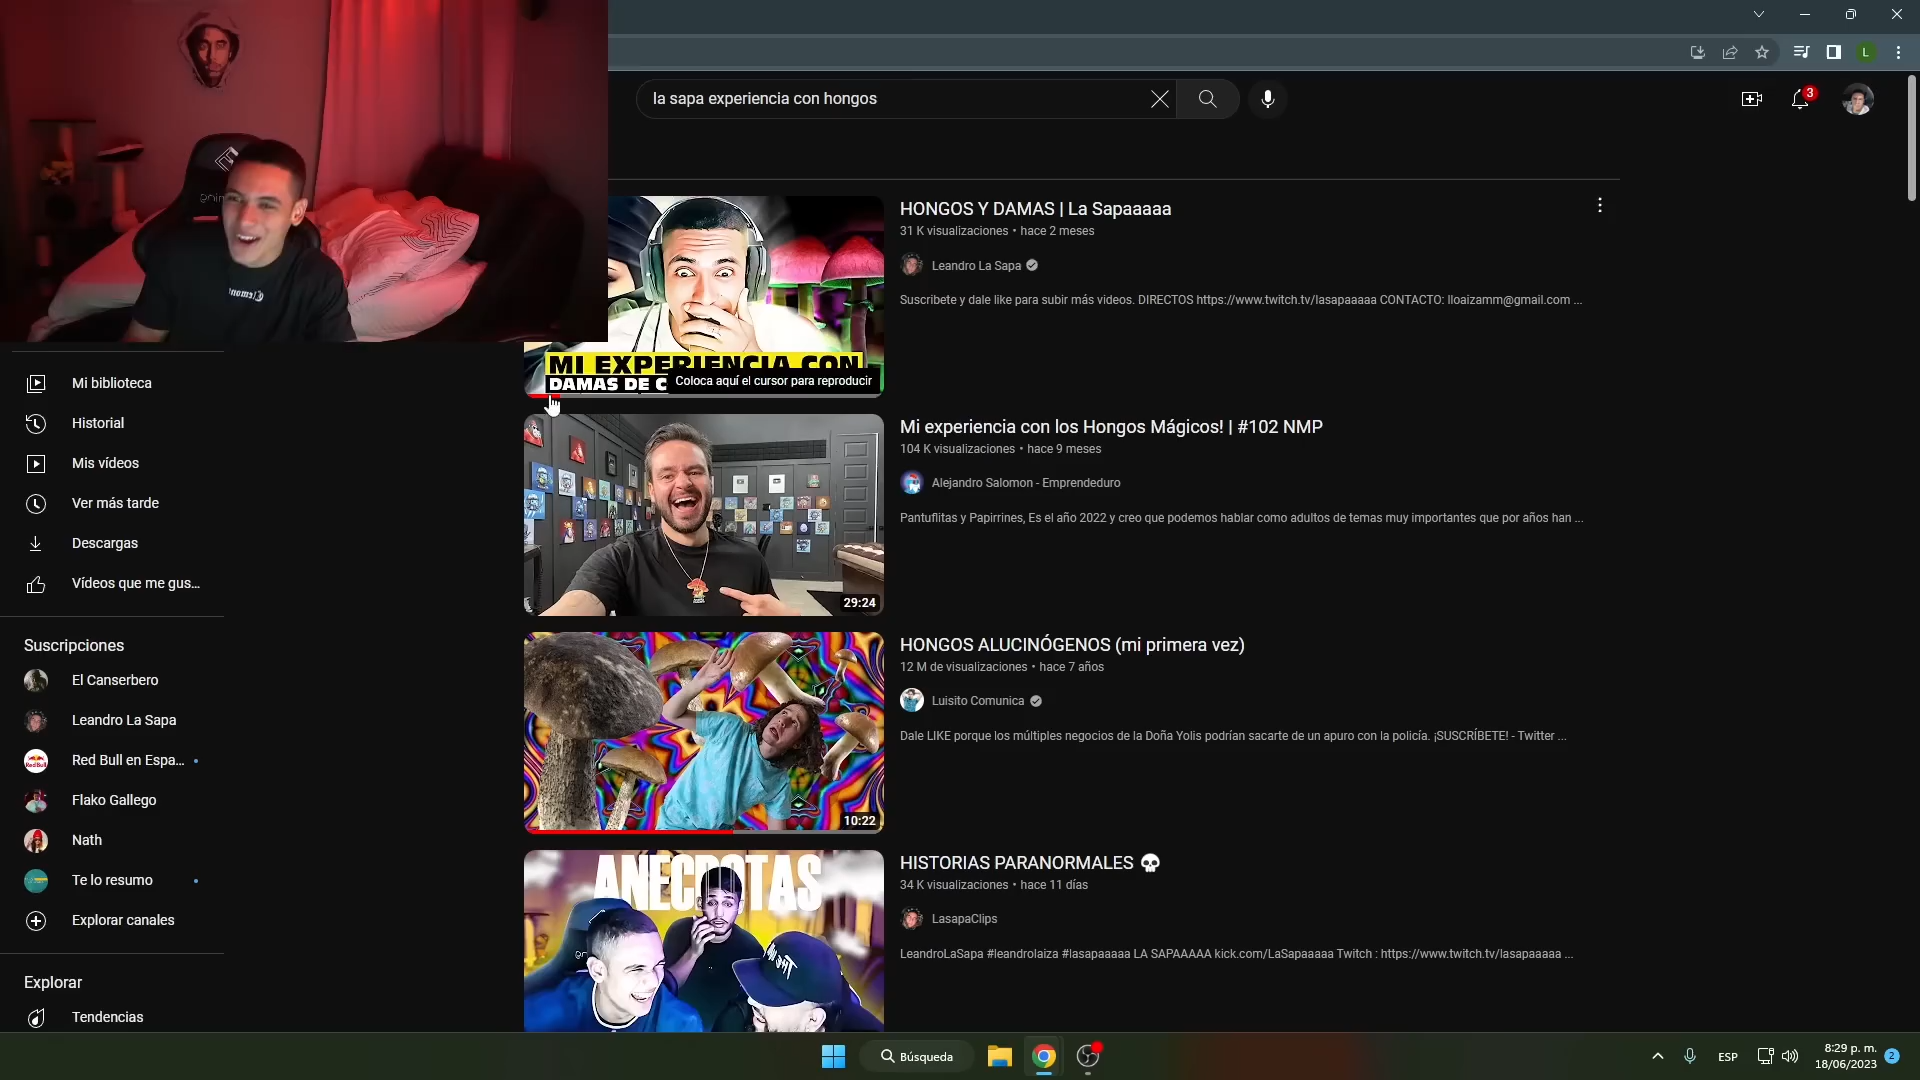 la sapa experiencia con hongos
3
L
HONGOS Y DAMAS | La Sapaaaaa
31 K visualizaciones • hace 2 meses
Leandro La Sapa
Suscribete y dale like para subir más videos. DIRECTOS https://www.twitch.tv/lasapaaaaa CONTACTO: lloaizamm@gmail.com ...
MI EXPERIENCIA CON
DAMAS DE C
Coloca aquí el cursor para reproducir
Mi experiencia con los Hongos Mágicos! | #102 NMP
104 K visualizaciones • hace 9 meses
Alejandro Salomon - Emprendeduro
Pantuflitas y Papirrines, Es el año 2022 y creo que podemos hablar como adultos de temas muy importantes que por años han ...
29:24
HONGOS ALUCINÓGENOS (mi primera vez)
12 M de visualizaciones • hace 7 años
Luisito Comunica
Dale LIKE porque los múltiples negocios de la Doña Yolis podrían sacarte de un apuro con la policía. ¡SUSCRÍBETE! - Twitter ...
10:22
ANECDOTAS
HISTORIAS PARANORMALES 💀
34 K visualizaciones • hace 11 días
LasapaClips
LeandroLaSapa #leandrolaiza #lasapaaaaa LA SAPAAAAA kick.com/LaSapaaaaa Twitch : https://www.twitch.tv/lasapaaaaa ...
Mi biblioteca
Historial
Mis vídeos
Ver más tarde
Descargas
Vídeos que me gus...
Suscripciones
El Canserbero
Leandro La Sapa
Red Bull en Espa...
Flako Gallego
Nath
Te lo resumo
Explorar canales
Explorar
Tendencias
Búsqueda
ESP
8:29 p. m.
18/06/2023
2